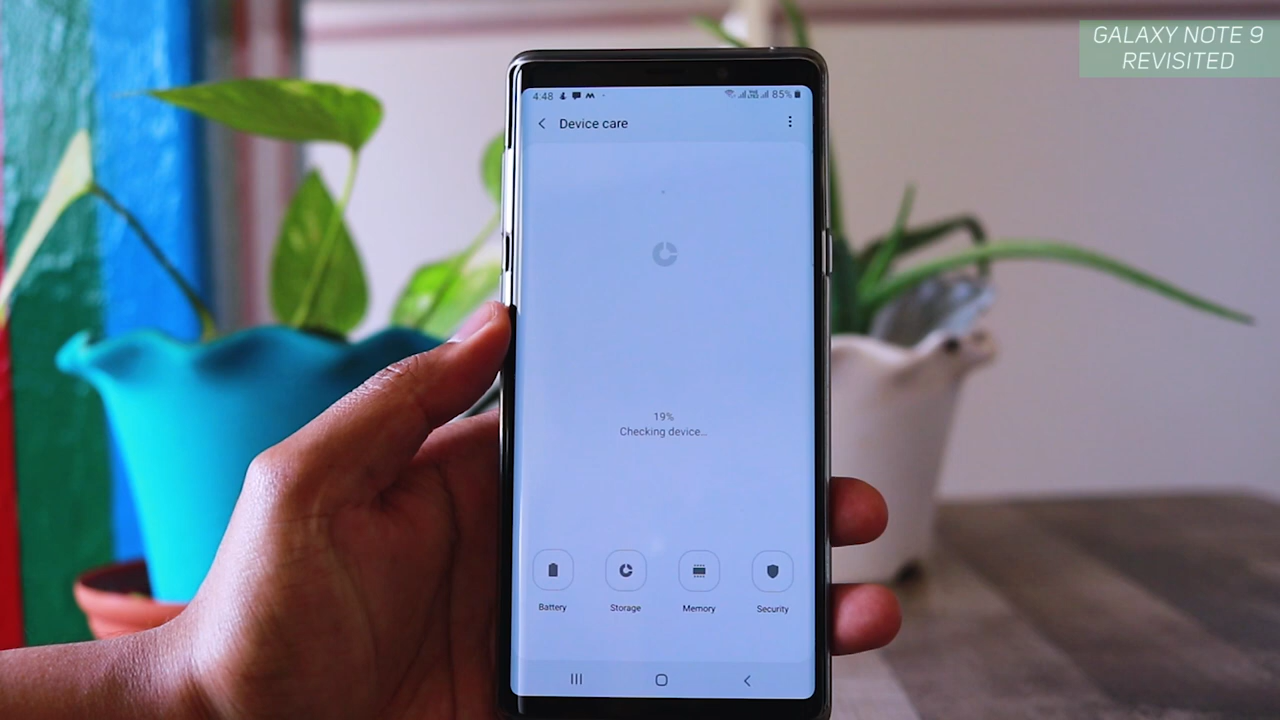 GALAXY NOTE 9
REVISITED
4:48
85%
Device care
19%
Checking device...
Battery
Storage
Memory
Security